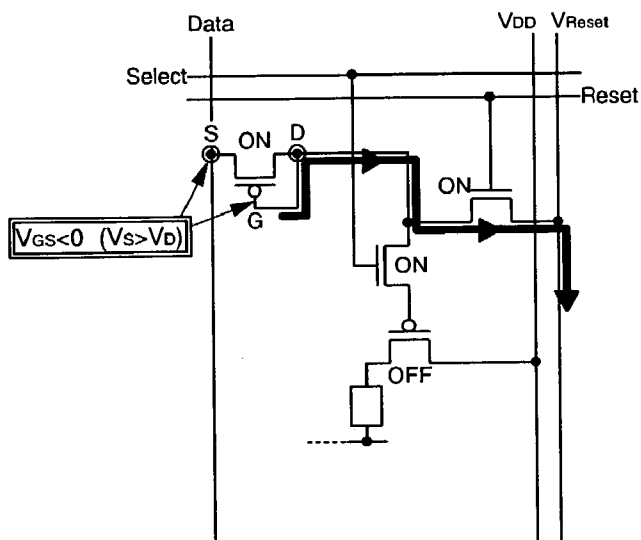 Data
VDD
VReset
Select
Reset
S
ON
D
ON
G
VGS<0 (VS>VD)
ON
OFF